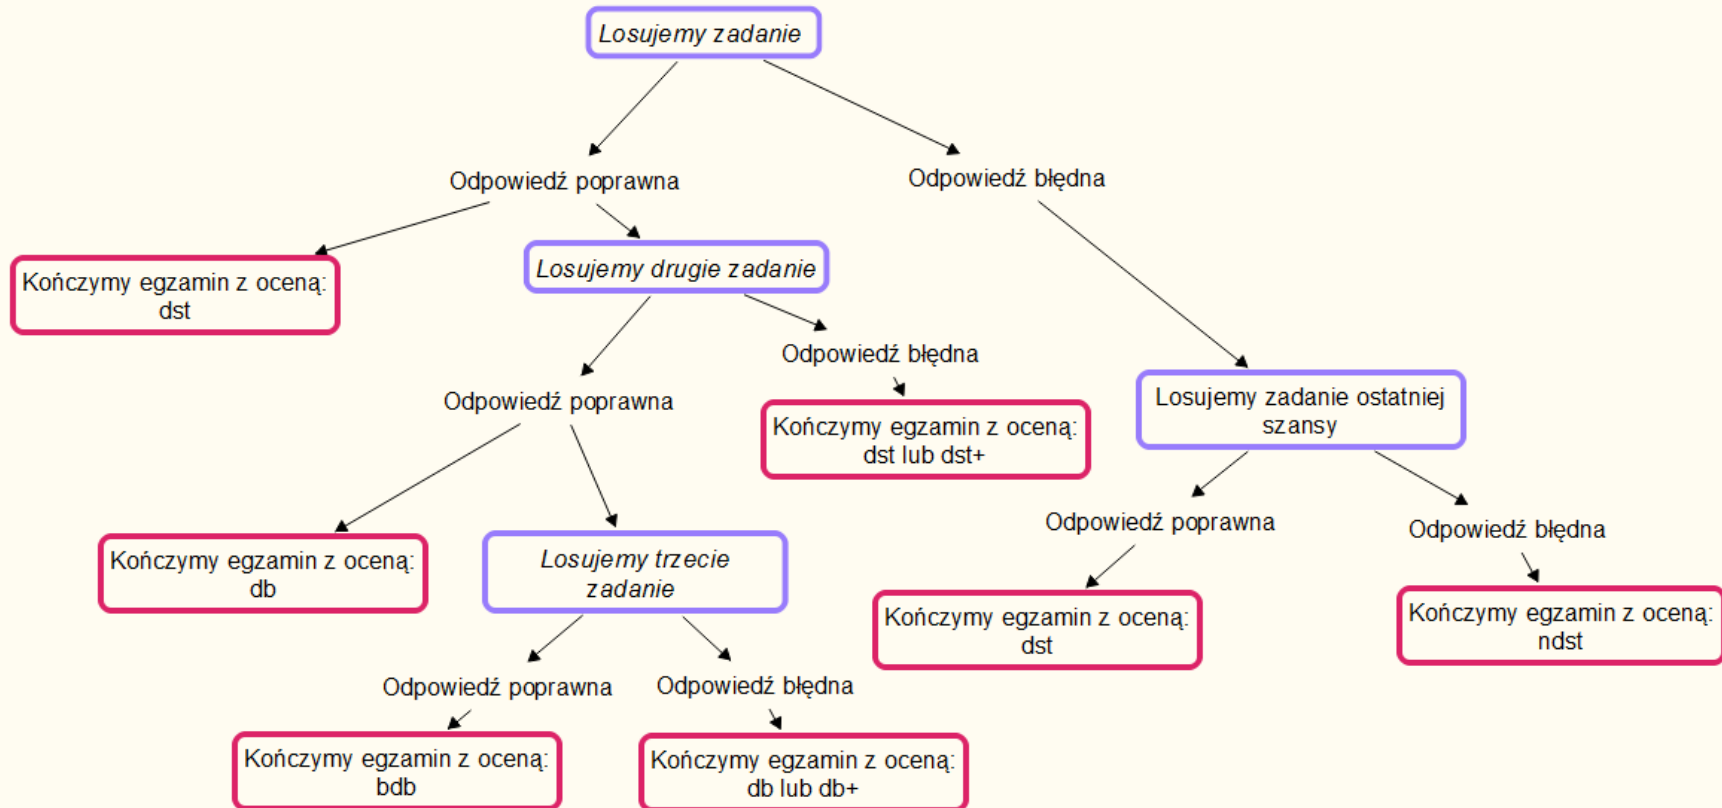 Losujemy zadanie
Odpowiedź poprawna
Odpowiedź błędna
Kończymy egzamin z oceną:
dst
Losujemy drugie zadanie
Odpowiedź poprawna
Odpowiedź błędna
Kończymy egzamin z oceną:
dst lub dst+
Losujemy zadanie ostatniej
szansy
Kończymy egzamin z oceną:
db
Losujemy trzecie
zadanie
Odpowiedź poprawna
Odpowiedź błędna
Kończymy egzamin z oceną:
dst
Kończymy egzamin z oceną:
ndst
Odpowiedź poprawna
Odpowiedź błędna
Kończymy egzamin z oceną:
bdb
Kończymy egzamin z oceną:
db lub db+